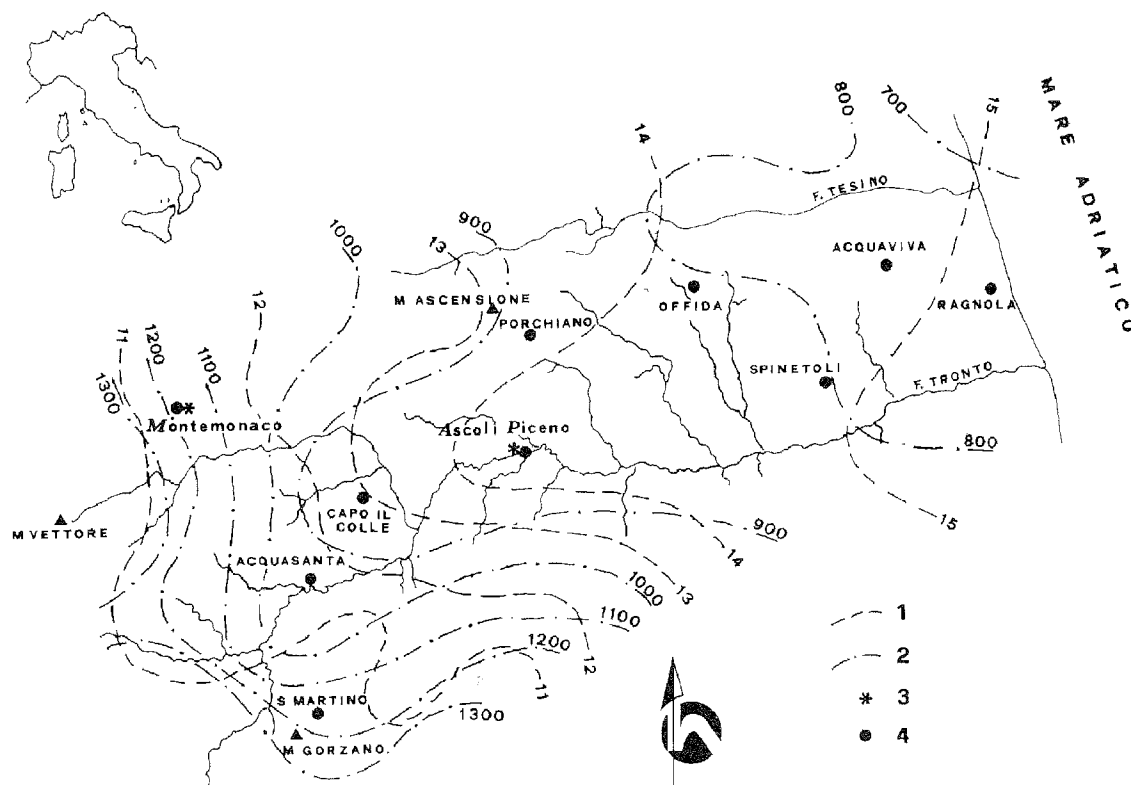 MARE ADRIATICO
800
700
15
14
F. TESINO
1000
900
13
ACQUAVIVA
M ASCENSIONE
OFFIDA
RAGNOLA
12
PORCHIANO
11
1200
1100
1300
SPINETOLI
F. TRONTO
Montemonaco
Ascoli Piceno
800
CAPO IL
COLLE
15
M VETTORE
900
14
ACQUASANTA
1000
13
1100
1
1200
12
2
11
S MARTINO
3
1300
4
M GORZANO.